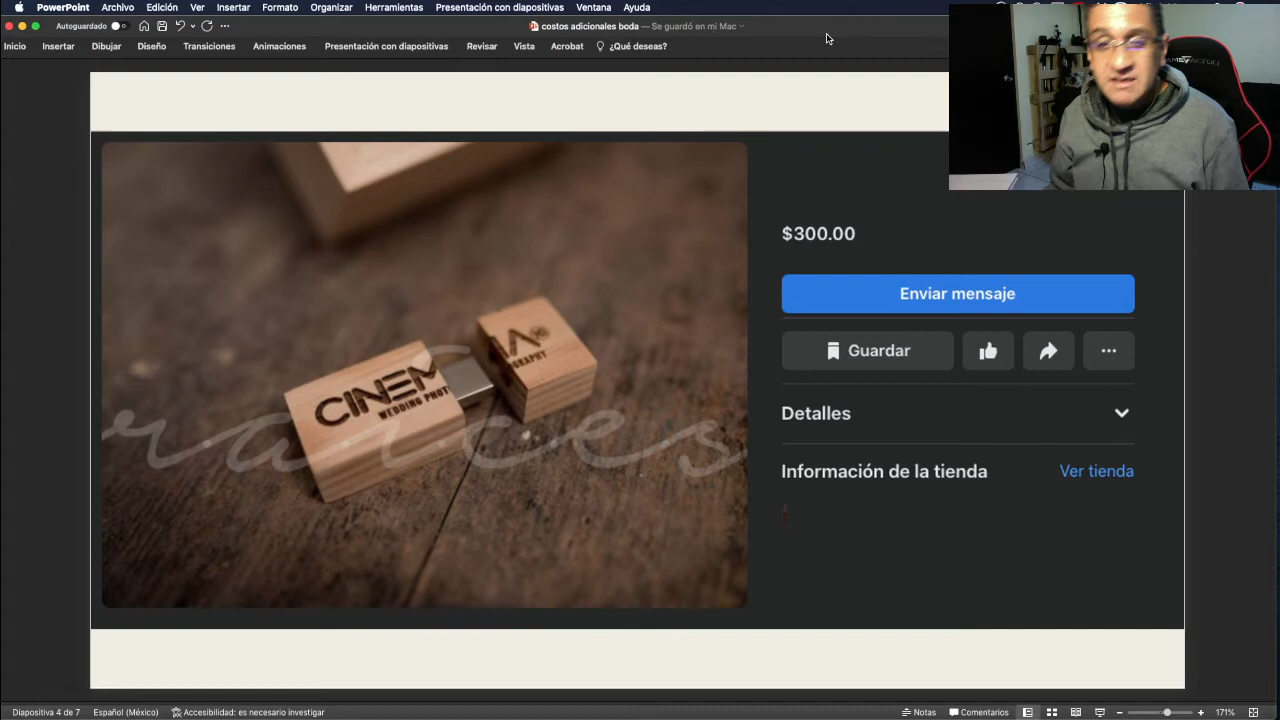 PowerPoint Archivo Edición Ver Insertar Formato Organizar Herramientas Presentación con diapositivas Ventana Ayuda
Autoguardado costos adicionales boda — Se guardó en mi Mac
Inicio Insertar Dibujar Diseño Transiciones Animaciones Presentación con diapositivas Revisar Vista Acrobat ¿Qué deseas?
$300.00
Enviar mensaje
Guardar
Detalles
Información de la tienda Ver tienda
CINEM
WEDDING PHOT
raíces
Diapositiva 4 de 7 Español (México) Accesibilidad: es necesario investigar Notas Comentarios 171%